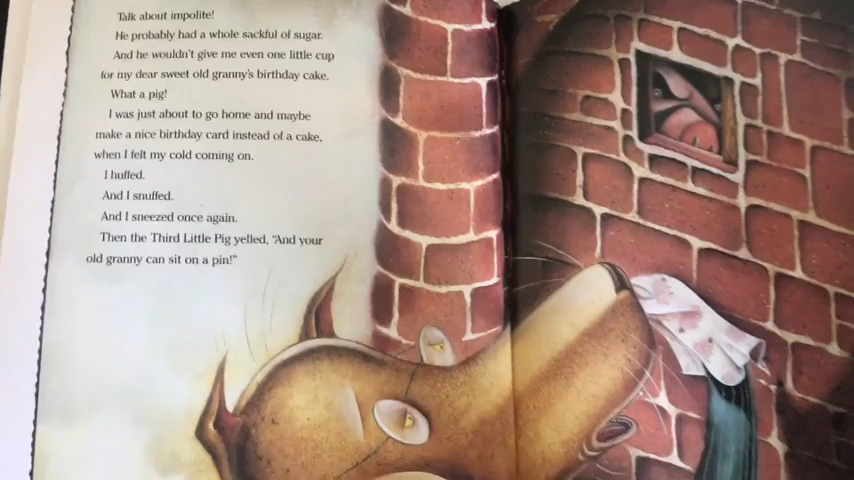 Talk about impolite!
He probably had a whole sackful of sugar.
And he wouldn't give me even one little cup
for my dear sweet old granny's birthday cake.
What a pig!
I was just about to go home and maybe
make a nice birthday card instead of a cake,
when I felt my cold coming on.
I huffed.
And I snuffed.
And I sneezed once again.
Then the Third Little Pig yelled, "And your
old granny can sit on a pin!"